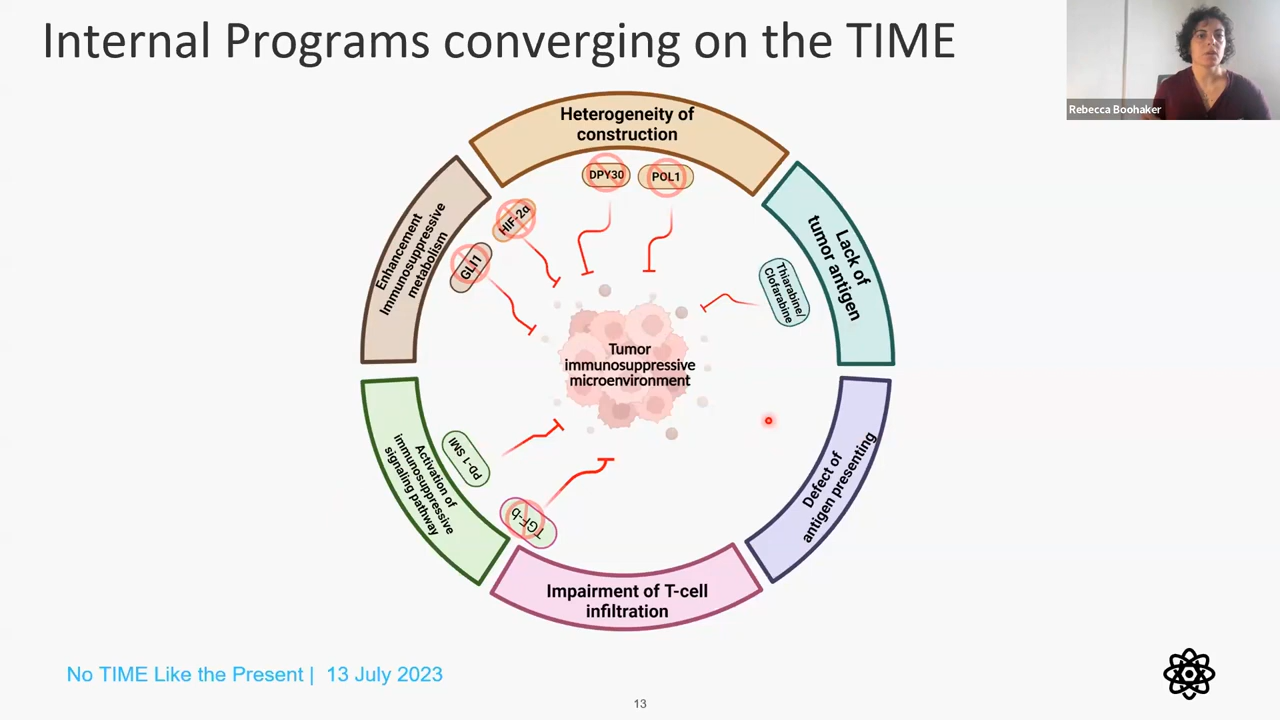 Internal Programs converging on the TIME
Rebecca Boohaker
Heterogeneity of
construction
DPY30
POL1
HIF-2α
GLI1
Enhancement
Immunosuppressive
metabolism
Lack of
tumor antigen
Thiarabine/
Clofarabine
Tumor
immunosuppressive
microenvironment
PD-1 SMI
Activation of
immunosuppressive
signaling pathway
TGF-b
Defect of
antigen presenting
Impairment of T-cell
infiltration
No TIME Like the Present | 13 July 2023
13